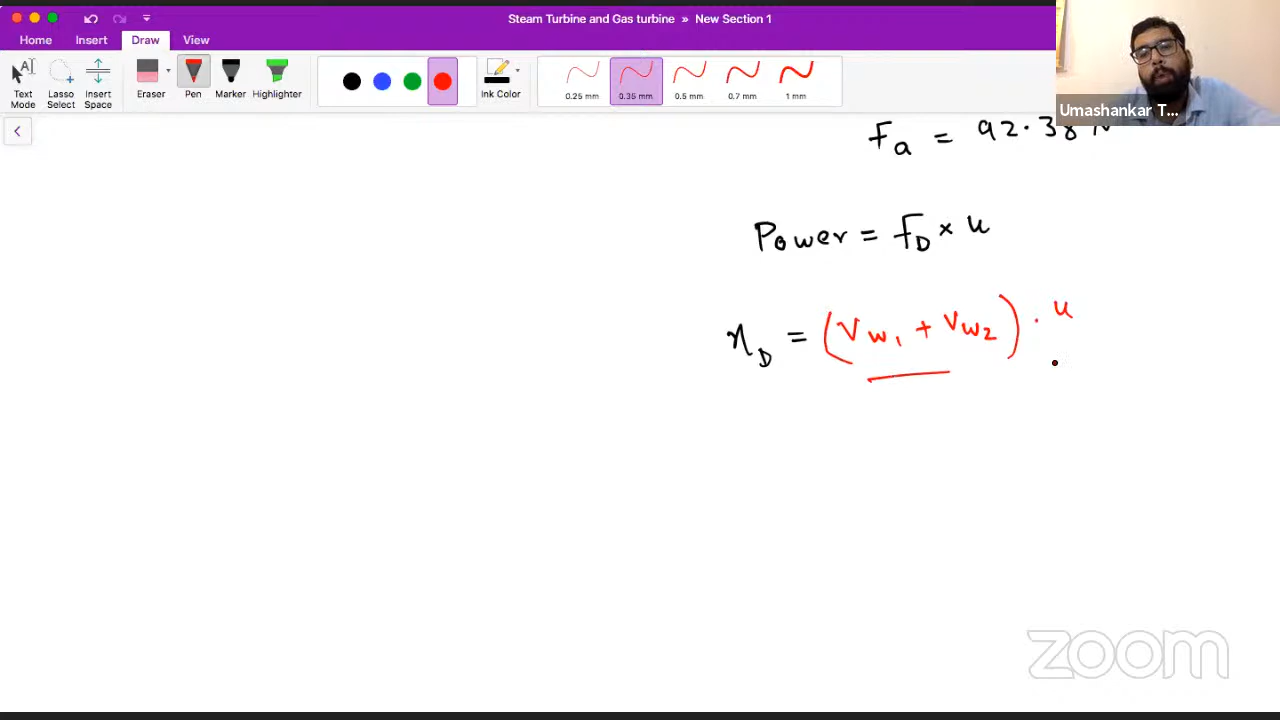 Steam Turbine and Gas turbine » New Section 1
Home Insert Draw View
Text Mode Lasso Select Insert Space Eraser Pen Marker Highlighter Ink Color 0.25 mm 0.35 mm 0.5 mm 0.7 mm 1 mm
Umashankar T...
Fa = 92.38 N
Power = FD × u
ηD = (Vw1 + Vw2) · u
zoom